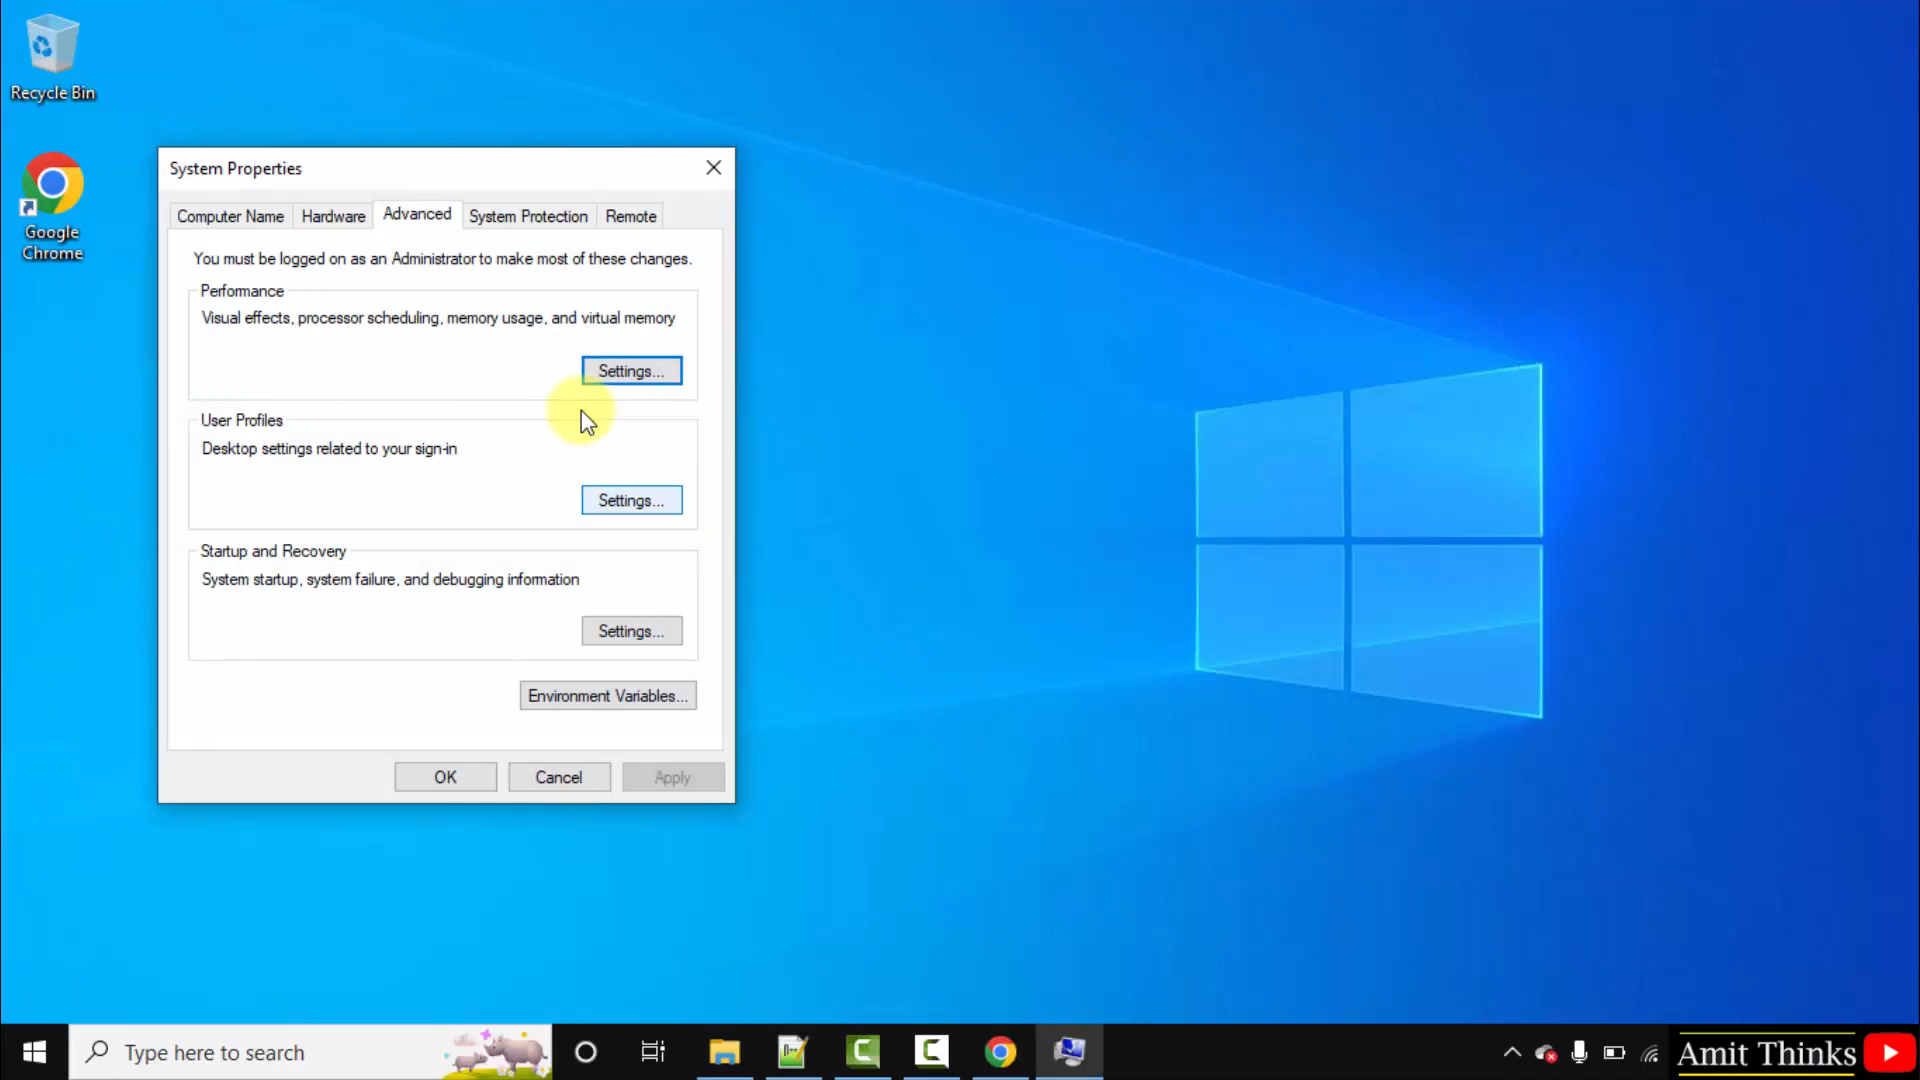 Recycle Bin
Google
Chrome
System Properties
Computer Name
Hardware
Advanced
System Protection
Remote
You must be logged on as an Administrator to make most of these changes.
Performance
Visual effects, processor scheduling, memory usage, and virtual memory
Settings...
User Profiles
Desktop settings related to your sign-in
Settings...
Startup and Recovery
System startup, system failure, and debugging information
Settings...
Environment Variables...
OK
Cancel
Apply
Type here to search
Amit Thinks